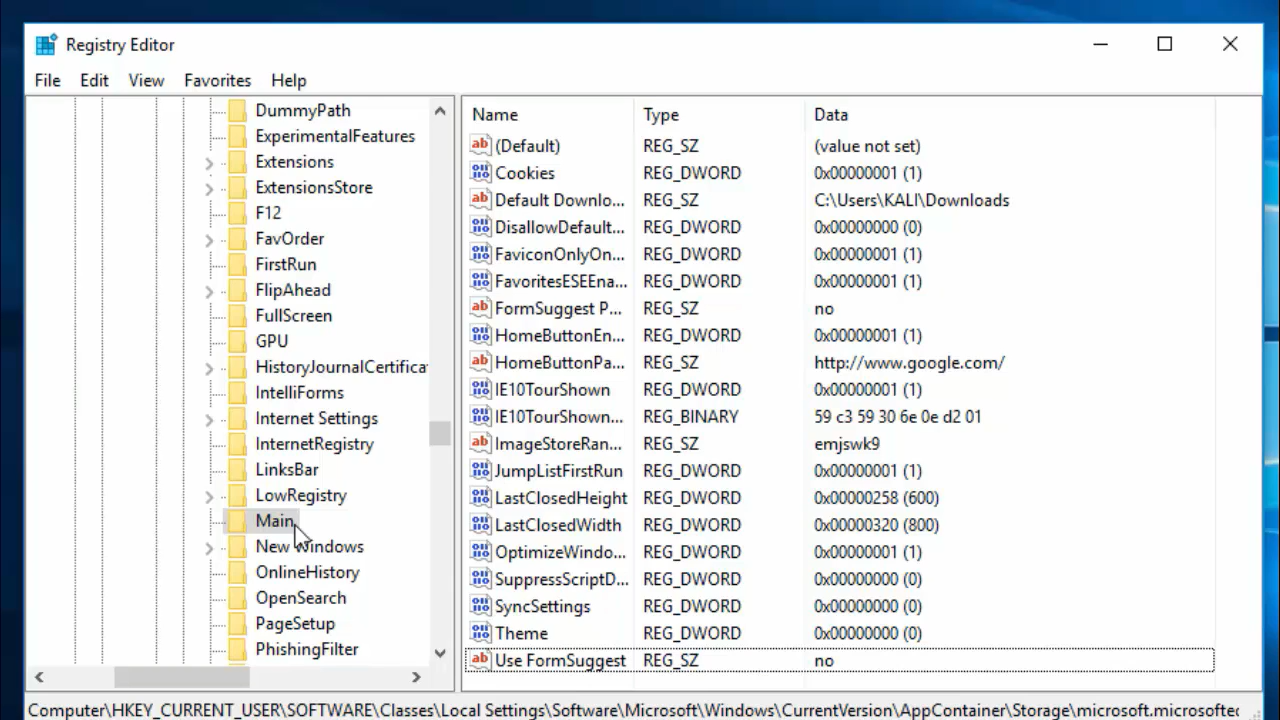 Registry Editor
File Edit View Favorites Help
DummyPath
ExperimentalFeatures
Extensions
ExtensionsStore
F12
FavOrder
FirstRun
FlipAhead
FullScreen
GPU
HistoryJournalCertifica
IntelliForms
Internet Settings
InternetRegistry
LinksBar
LowRegistry
Main
New Windows
OnlineHistory
OpenSearch
PageSetup
PhishingFilter
Name Type Data
(Default) REG_SZ (value not set)
Cookies REG_DWORD 0x00000001 (1)
Default Downlo... REG_SZ C:\Users\KALI\Downloads
DisallowDefault... REG_DWORD 0x00000000 (0)
FaviconOnlyOn... REG_DWORD 0x00000001 (1)
FavoritesESEEna... REG_DWORD 0x00000001 (1)
FormSuggest P... REG_SZ no
HomeButtonEn... REG_DWORD 0x00000001 (1)
HomeButtonPa... REG_SZ http://www.google.com/
IE10TourShown REG_DWORD 0x00000001 (1)
IE10TourShown... REG_BINARY 59 c3 59 30 6e 0e d2 01
ImageStoreRan... REG_SZ emjswk9
JumpListFirstRun REG_DWORD 0x00000001 (1)
LastClosedHeight REG_DWORD 0x00000258 (600)
LastClosedWidth REG_DWORD 0x00000320 (800)
OptimizeWindo... REG_DWORD 0x00000001 (1)
SuppressScriptD... REG_DWORD 0x00000000 (0)
SyncSettings REG_DWORD 0x00000000 (0)
Theme REG_DWORD 0x00000000 (0)
Use FormSuggest REG_SZ no
Computer\HKEY_CURRENT_USER\SOFTWARE\Classes\Local Settings\Software\Microsoft\Windows\CurrentVersion\AppContainer\Storage\microsoft.microsofte